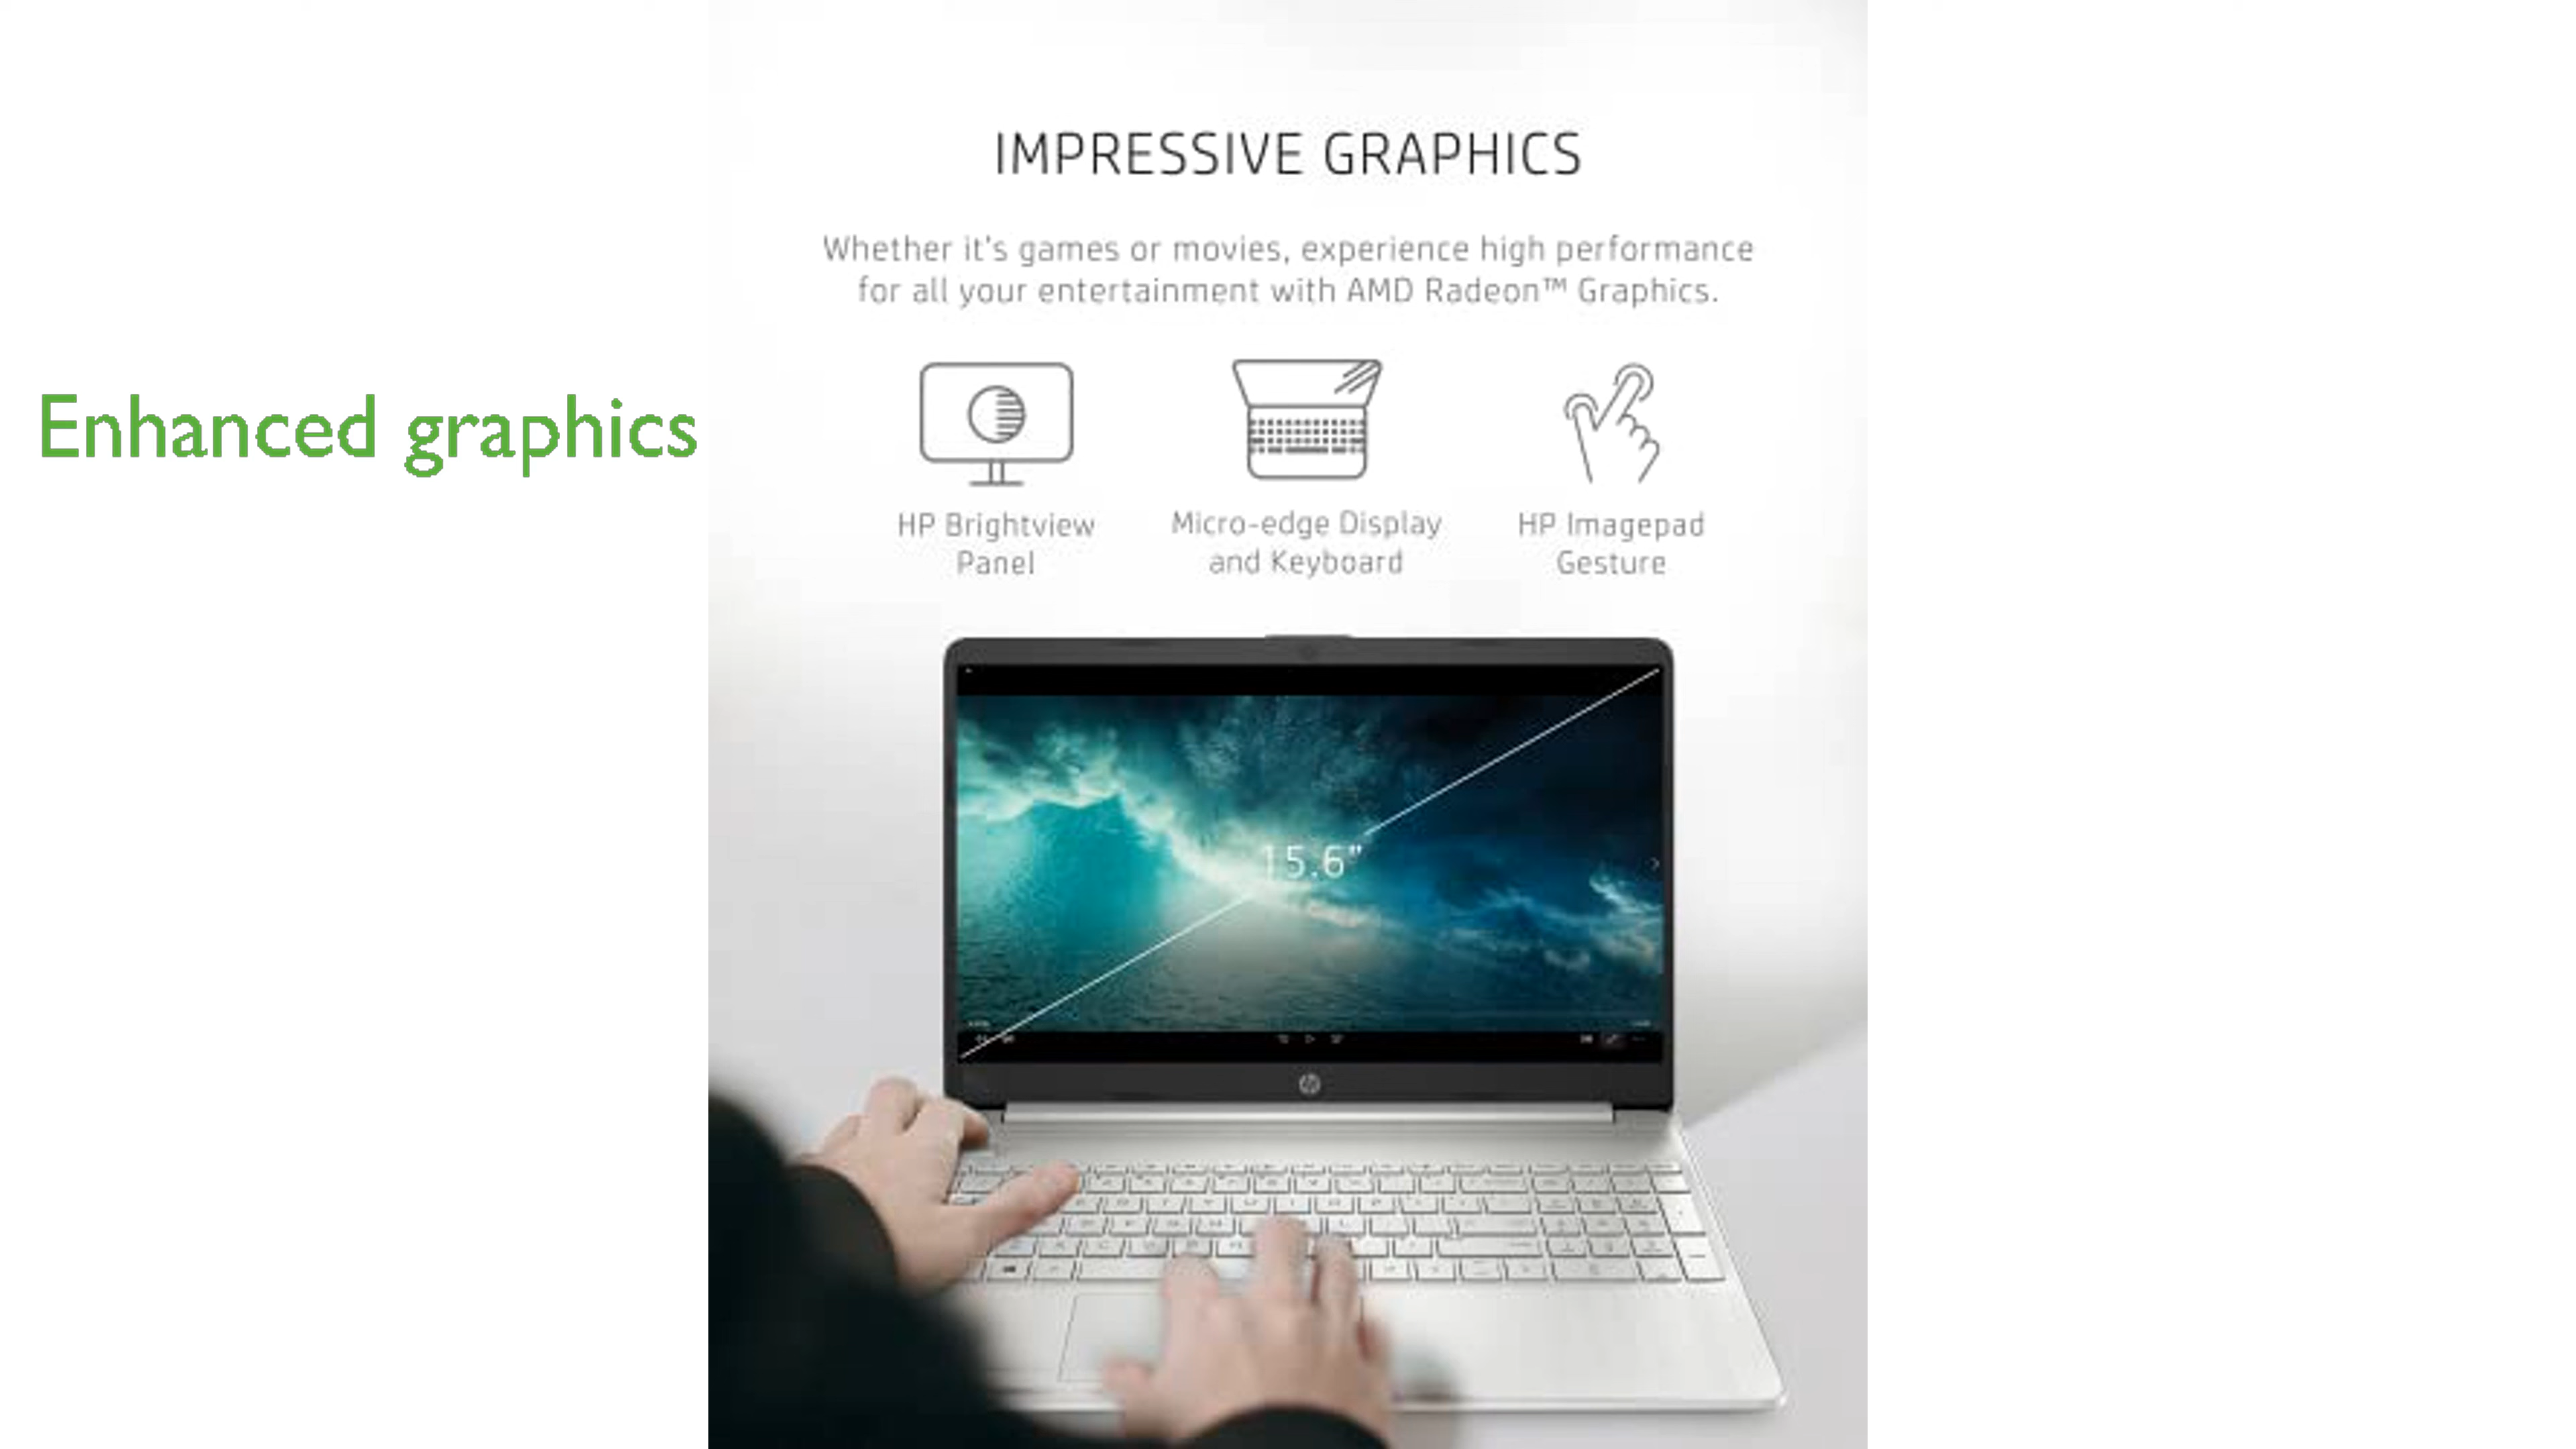 Enhanced graphics
IMPRESSIVE GRAPHICS
Whether it's games or movies, experience high performance
for all your entertainment with AMD Radeon™ Graphics.
HP Brightview
Panel
Micro-edge Display
and Keyboard
HP Imagepad
Gesture
15.6"
hp